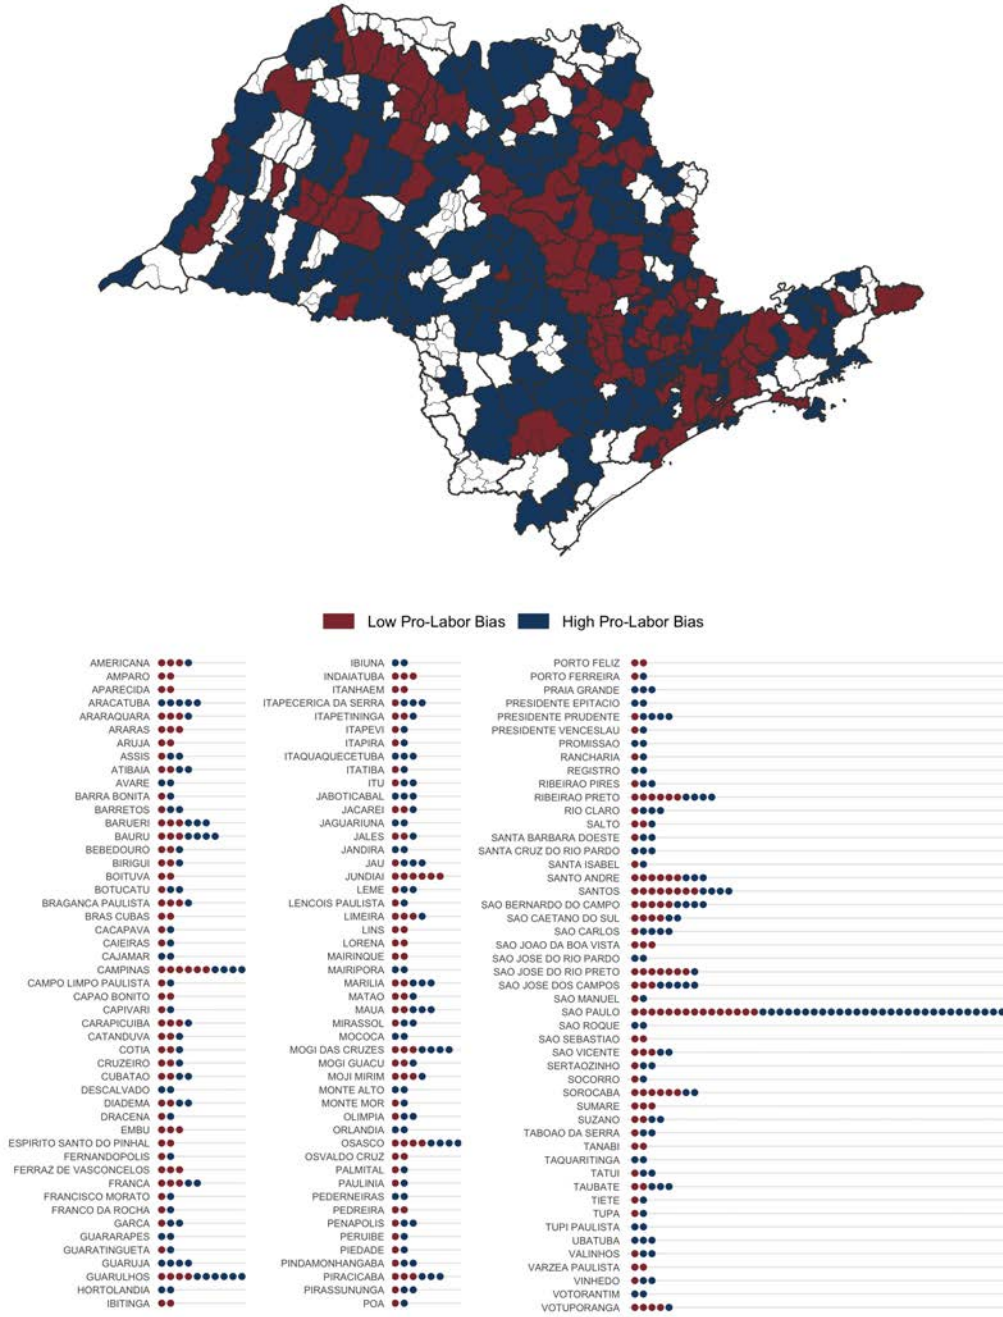 Low Pro-Labor Bias
High Pro-Labor Bias
AMERICANA
AMPARO
APARECIDA
ARACATUBA
ARARAQUARA
ARARAS
ARUJA
ASSIS
ATIBAIA
AVARE
BARRA BONITA
BARRETOS
BARUERI
BAURU
BEBEDOURO
BIRIGUI
BOITUVA
BOTUCATU
BRAGANCA PAULISTA
BRAS CUBAS
CACAPAVA
CAIEIRAS
CAJAMAR
CAMPINAS
CAMPO LIMPO PAULISTA
CAPAO BONITO
CAPIVARI
CARAPICUIBA
CATANDUVA
COTIA
CRUZEIRO
CUBATAO
DESCALVADO
DIADEMA
DRACENA
EMBU
ESPIRITO SANTO DO PINHAL
FERNANDOPOLIS
FERRAZ DE VASCONCELOS
FRANCA
FRANCISCO MORATO
FRANCO DA ROCHA
GARCA
GUARARAPES
GUARATINGUETA
GUARUJA
GUARULHOS
HORTOLANDIA
IBITINGA
IBIUNA
INDAIATUBA
ITANHAEM
ITAPECERICA DA SERRA
ITAPETININGA
ITAPEVI
ITAPIRA
ITAQUAQUECETUBA
ITATIBA
ITU
JABOTICABAL
JACAREI
JAGUARIUNA
JALES
JANDIRA
JAU
JUNDIAI
LEME
LENCOIS PAULISTA
LIMEIRA
LINS
LORENA
MAIRINQUE
MAIRIPORA
MARILIA
MATAO
MAUA
MIRASSOL
MOCOCA
MOGI DAS CRUZES
MOGI GUACU
MOJI MIRIM
MONTE ALTO
MONTE MOR
OLIMPIA
ORLANDIA
OSASCO
OSVALDO CRUZ
PALMITAL
PAULINIA
PEDERNEIRAS
PEDREIRA
PENAPOLIS
PERUIBE
PIEDADE
PINDAMONHANGABA
PIRACICABA
PIRASSUNUNGA
POA
PORTO FELIZ
PORTO FERREIRA
PRAIA GRANDE
PRESIDENTE EPITACIO
PRESIDENTE PRUDENTE
PRESIDENTE VENCESLAU
PROMISSAO
RANCHARIA
REGISTRO
RIBEIRAO PIRES
RIBEIRAO PRETO
RIO CLARO
SALTO
SANTA BARBARA DOESTE
SANTA CRUZ DO RIO PARDO
SANTA ISABEL
SANTO ANDRE
SANTOS
SAO BERNARDO DO CAMPO
SAO CAETANO DO SUL
SAO CARLOS
SAO JOAO DA BOA VISTA
SAO JOSE DO RIO PARDO
SAO JOSE DO RIO PRETO
SAO JOSE DOS CAMPOS
SAO MANUEL
SAO PAULO
SAO ROQUE
SAO SEBASTIAO
SAO VICENTE
SERTAOZINHO
SOCORRO
SOROCABA
SUMARE
SUZANO
TABOAO DA SERRA
TANABI
TAQUARITINGA
TATUI
TAUBATE
TIETE
TUPA
TUPI PAULISTA
UBATUBA
VALINHOS
VARZEA PAULISTA
VINHEDO
VOTORANTIM
VOTUPORANGA